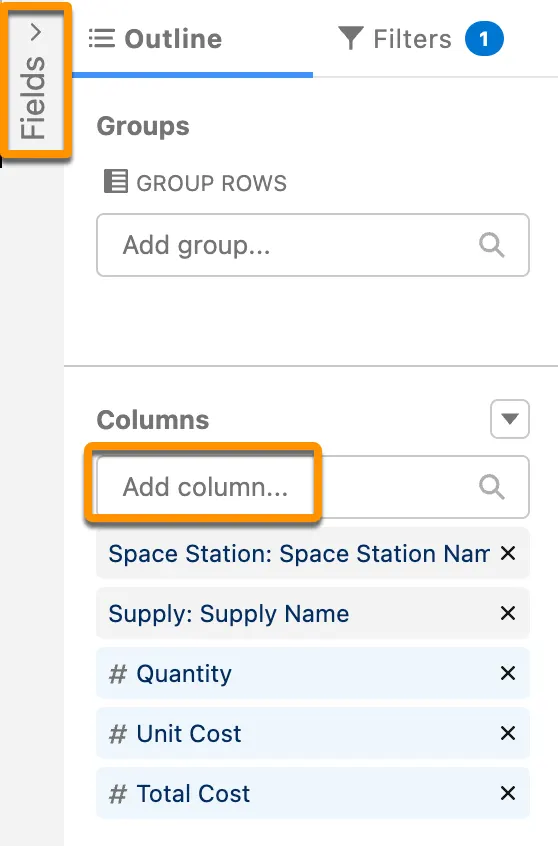 Fields
Outline
Filters 1
Groups
GROUP ROWS
Add group...
Columns
Add column...
Space Station: Space Station Nam
Supply: Supply Name
# Quantity
# Unit Cost
# Total Cost